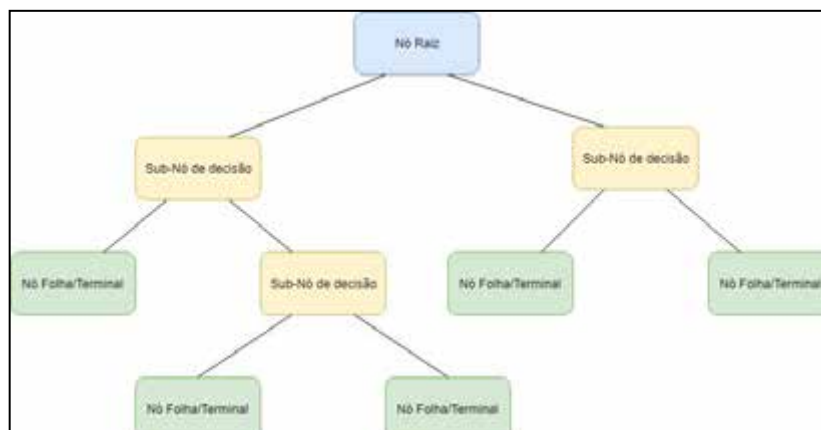 Nó Raiz
Sub-Nó de decisão
Sub-Nó de decisão
Nó Folha/Terminal
Sub-Nó de decisão
Nó Folha/Terminal
Nó Folha/Terminal
Nó Folha/Terminal
Nó Folha/Terminal